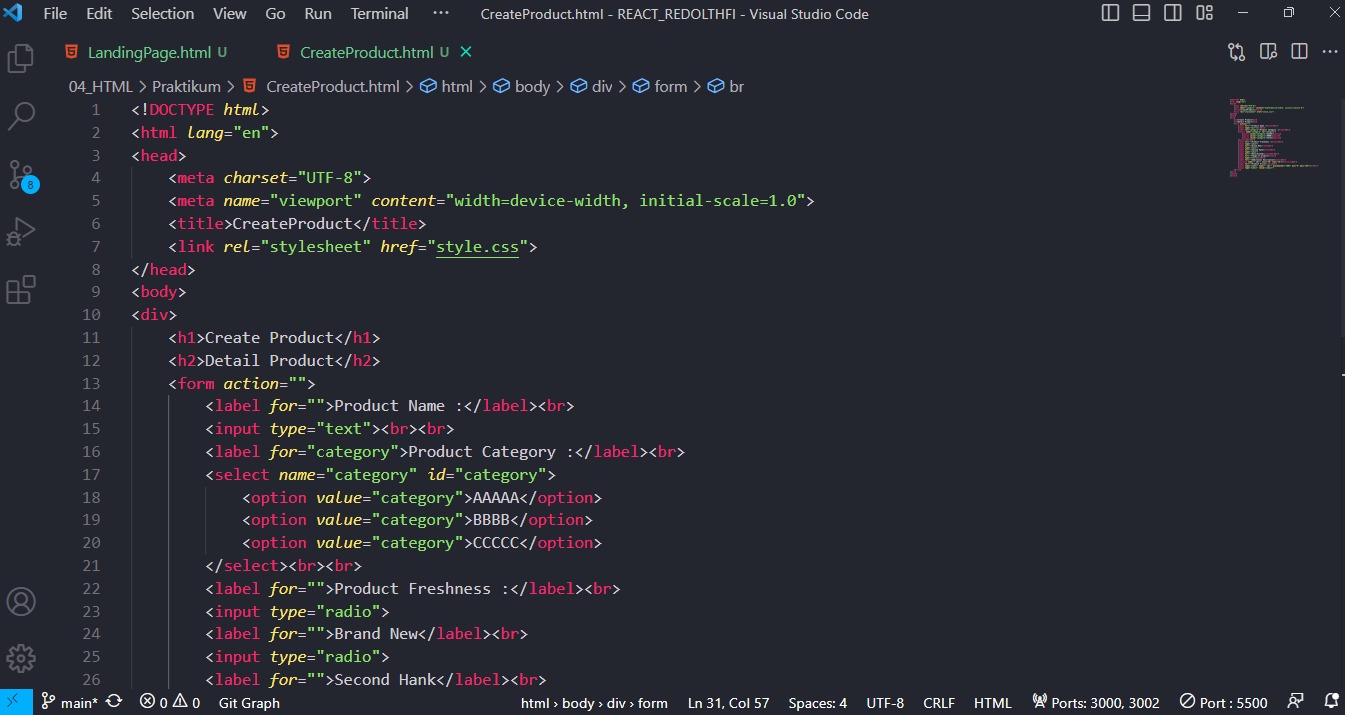 File Edit Selection View Go Run Terminal ··· CreateProduct.html - REACT_REDOLTHFI - Visual Studio Code
LandingPage.html U CreateProduct.html U
04_HTML > Praktikum > CreateProduct.html > html > body > div > form > br
1 <!DOCTYPE html>
2 <html lang="en">
3 <head>
4 <meta charset="UTF-8">
5 <meta name="viewport" content="width=device-width, initial-scale=1.0">
6 <title>CreateProduct</title>
7 <link rel="stylesheet" href="style.css">
8 </head>
9 <body>
10 <div>
11 <h1>Create Product</h1>
12 <h2>Detail Product</h2>
13 <form action="">
14 <label for="">Product Name :</label><br>
15 <input type="text"><br><br>
16 <label for="category">Product Category :</label><br>
17 <select name="category" id="category">
18 <option value="category">AAAAA</option>
19 <option value="category">BBBB</option>
20 <option value="category">CCCCC</option>
21 </select><br><br>
22 <label for="">Product Freshness :</label><br>
23 <input type="radio">
24 <label for="">Brand New</label><br>
25 <input type="radio">
26 <label for="">Second Hank</label><br>
8
main* 0 0 Git Graph html › body › div › form Ln 31, Col 57 Spaces: 4 UTF-8 CRLF HTML Ports: 3000, 3002 Port : 5500